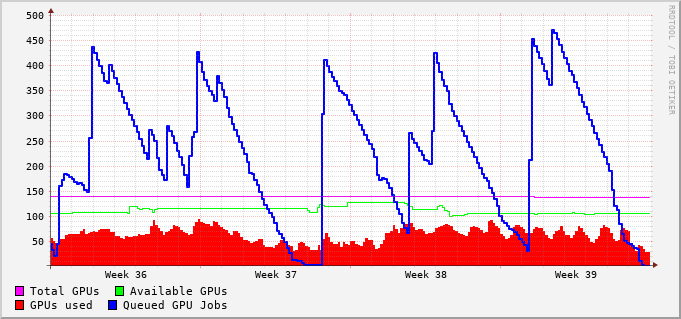 500
450
400
350
300
250
200
150
100
50
Week 36 Week 37 Week 38 Week 39
Total GPUs Available GPUs
GPUs used Queued GPU Jobs
RRDTOOL / TOBI OETIKER